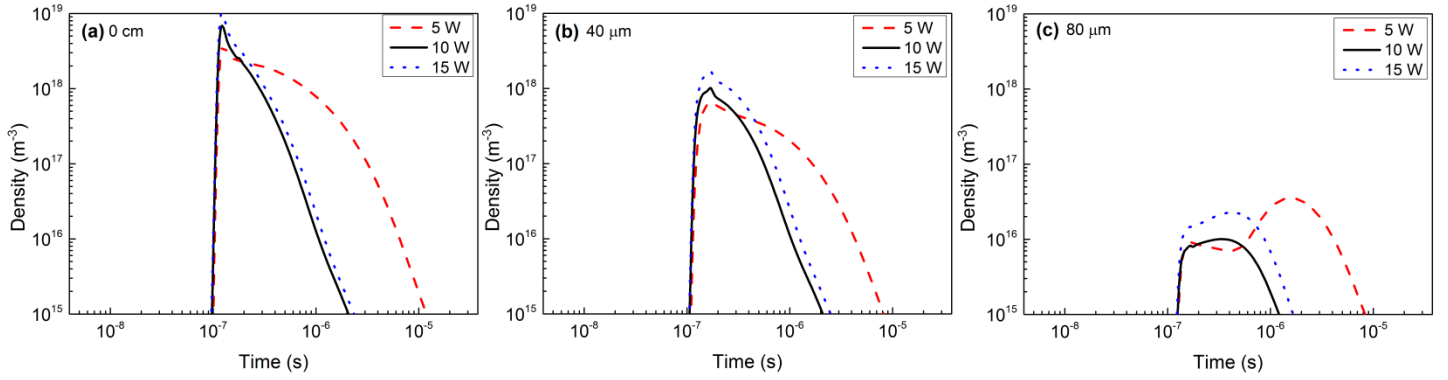 (a) 0 cm
5 W
10 W
15 W
10¹⁹
10¹⁸
10¹⁷
10¹⁶
10¹⁵
Density (m⁻³)
10⁻⁸ 10⁻⁷ 10⁻⁶ 10⁻⁵
Time (s)
(b) 40 μm
5 W
10 W
15 W
10¹⁹
10¹⁸
10¹⁷
10¹⁶
10¹⁵
Density (m⁻³)
10⁻⁸ 10⁻⁷ 10⁻⁶ 10⁻⁵
Time (s)
(c) 80 μm
5 W
10 W
15 W
10¹⁹
10¹⁸
10¹⁷
10¹⁶
10¹⁵
Density (m⁻³)
10⁻⁸ 10⁻⁷ 10⁻⁶ 10⁻⁵
Time (s)